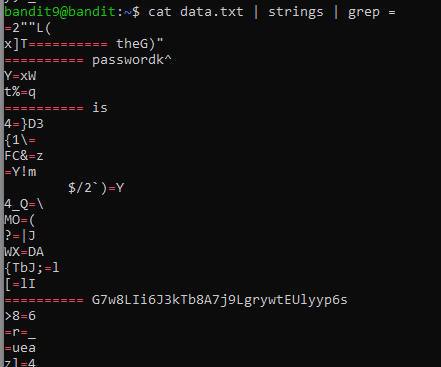 bandit9@bandit:~$ cat data.txt | strings | grep =
=2""L(
x]T========== theG)"
========== passwordk^
Y=xW
t%=q
========== is
4=}D3
{1\=
FC&=z
=Y!m
$/2`)=Y
4_Q=\
MO=(
?=|J
WX=DA
{TbJ;=l
[=lI
========== G7w8LIi6J3kTb8A7j9LgrywtEUlyyp6s
>8=6
=r=_
=uea
zl=4